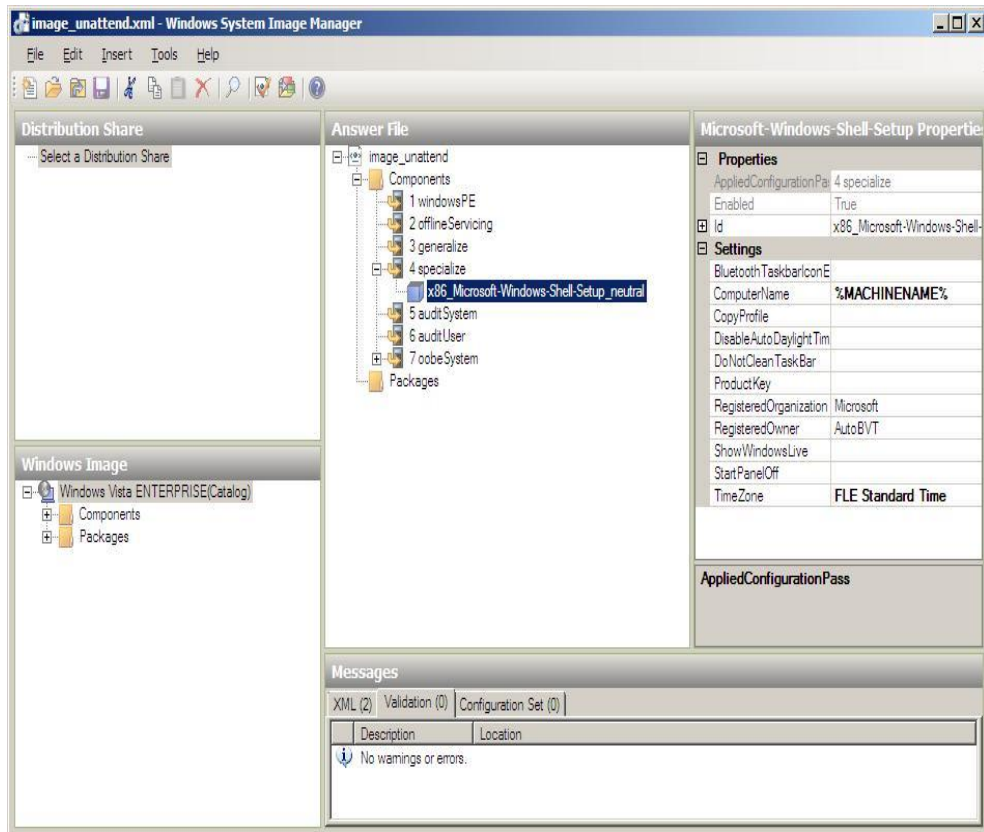 image_unattend.xml - Windows System Image Manager
File Edit Insert Tools Help
Distribution Share
Select a Distribution Share
Windows Image
Windows Vista ENTERPRISE(Catalog)
Components
Packages
Answer File
image_unattend
Components
1 windowsPE
2 offlineServicing
3 generalize
4 specialize
x86_Microsoft-Windows-Shell-Setup_neutral
5 auditSystem
6 auditUser
7 oobeSystem
Packages
Microsoft-Windows-Shell-Setup Propertie
Properties
AppliedConfigurationPa 4 specialize
Enabled True
Id x86_Microsoft-Windows-Shell-
Settings
BluetoothTaskbarIconE
ComputerName %MACHINENAME%
CopyProfile
DisableAutoDaylightTim
DoNotCleanTaskBar
ProductKey
RegisteredOrganization Microsoft
RegisteredOwner AutoBVT
ShowWindowsLive
StartPanelOff
TimeZone FLE Standard Time
AppliedConfigurationPass
Messages
XML (2) Validation (0) Configuration Set (0)
Description Location
No warnings or errors.